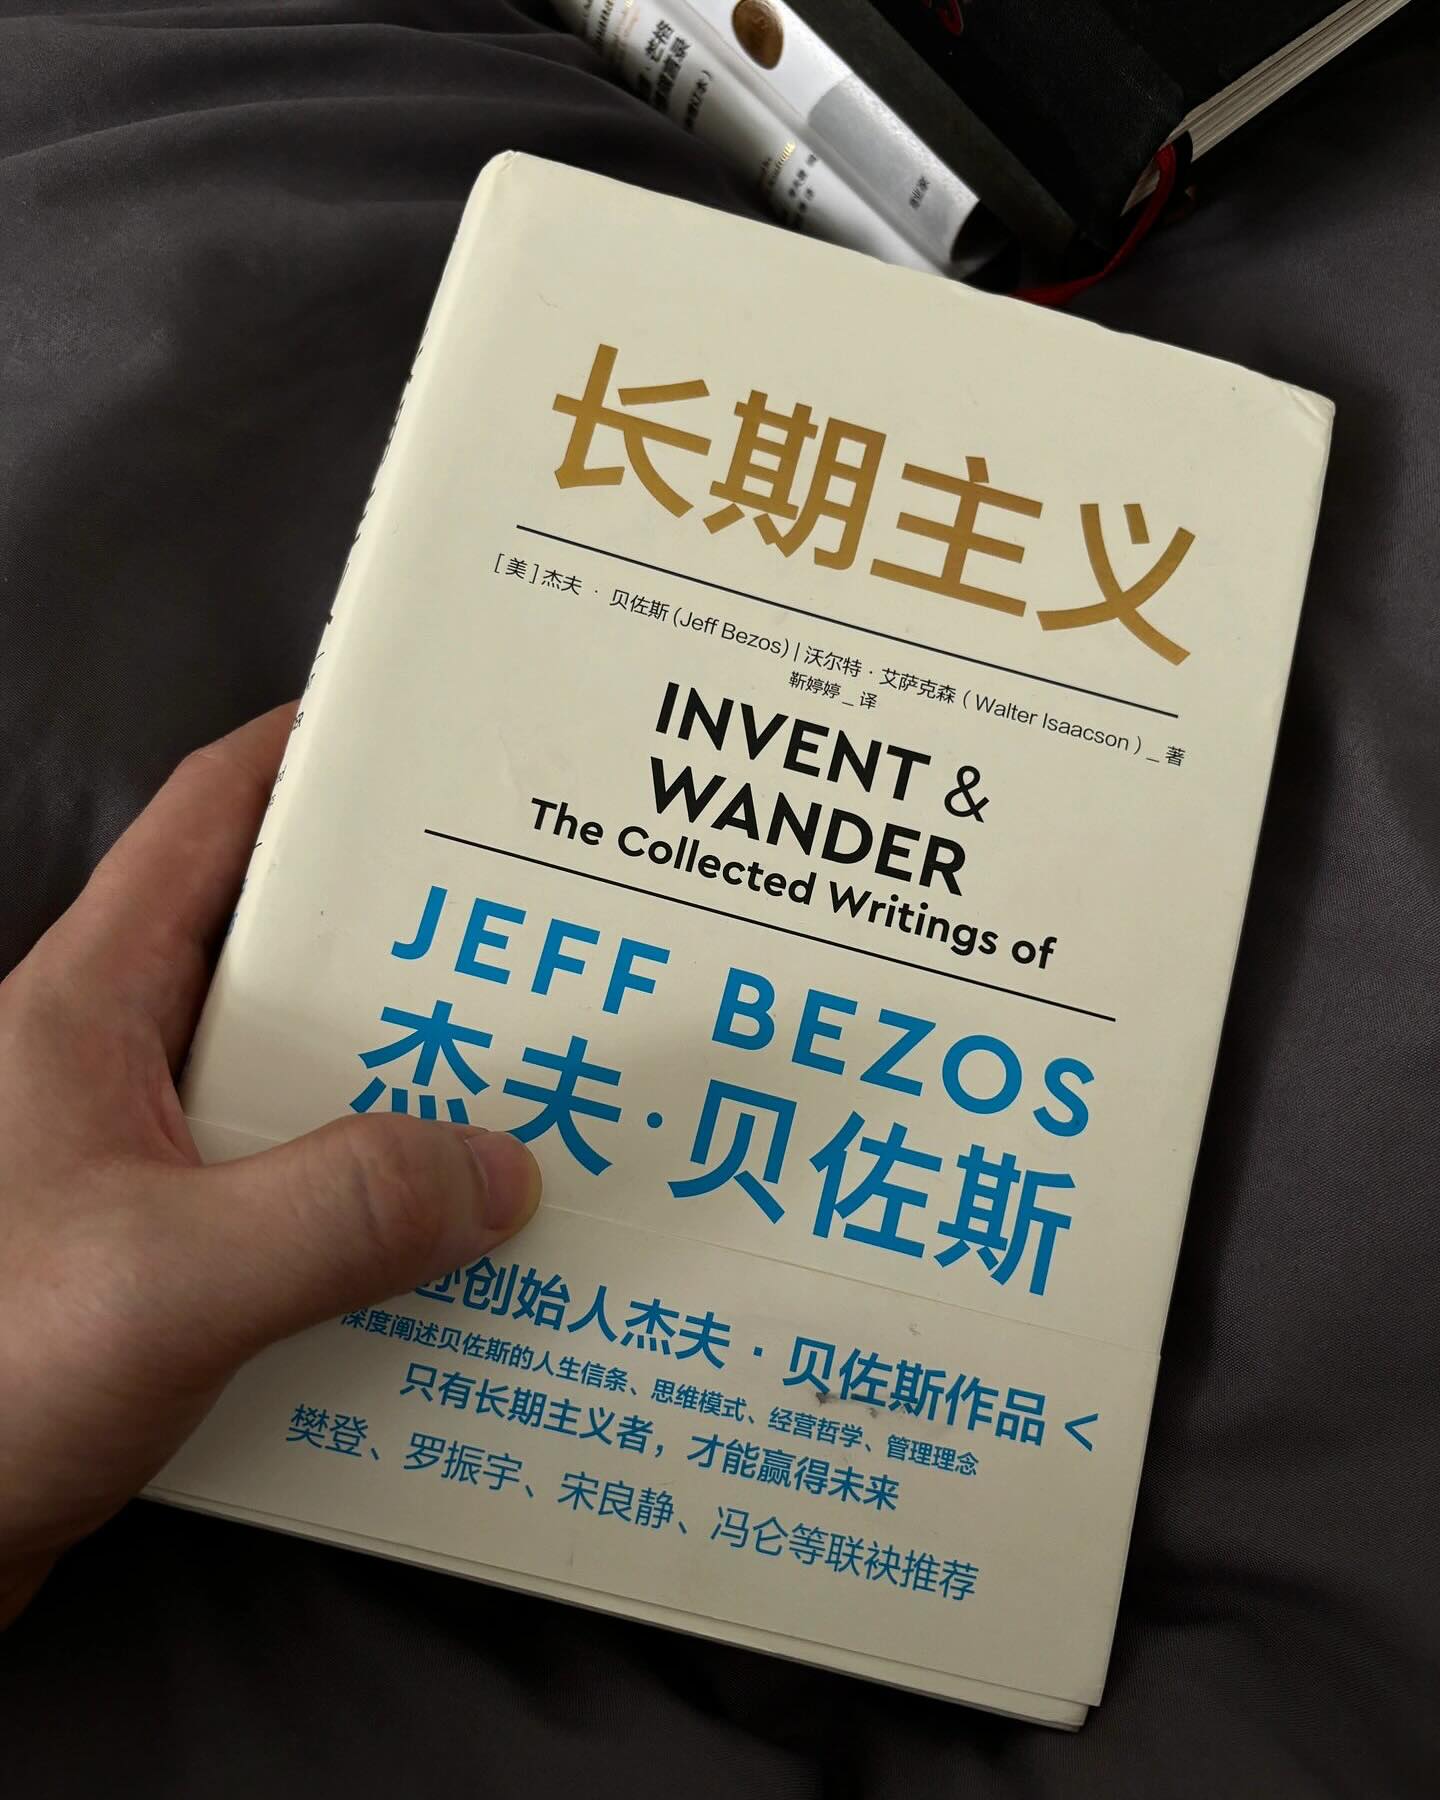 长期主义
[美]杰夫·贝佐斯(Jeff Bezos)|沃尔特·艾萨克森(Walter Isaacson)_著
靳婷婷_译
INVENT &
WANDER
The Collected Writings of
JEFF BEZOS
杰夫·贝佐斯
创始人杰夫·贝佐斯作品 <
深度阐述贝佐斯的人生信条、思维模式、经营哲学、管理理念
只有长期主义者，才能赢得未来
樊登、罗振宇、宋良静、冯仑等联袂推荐